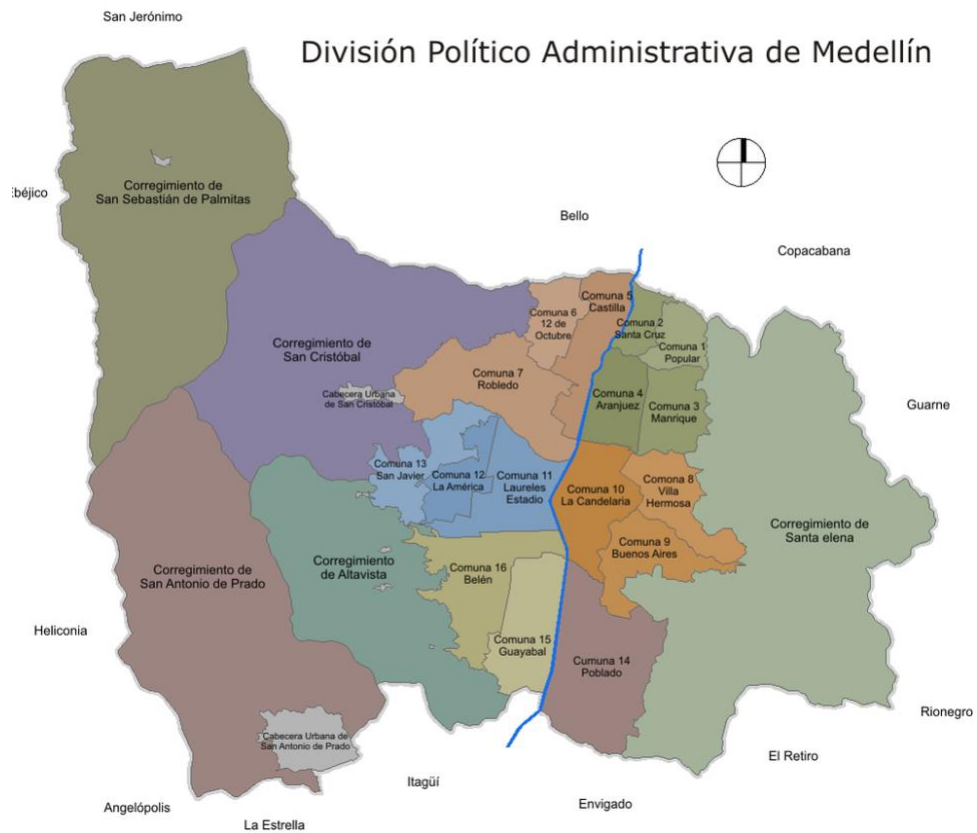 San Jerónimo
División Político Administrativa de Medellín
Corregimiento de
San Sebastián de Palmitas
Bello
Copacabana
Comuna 5
Castilla
Comuna 6
12 de
Octubre
Comuna 2
Santa Cruz
Comuna 1
Popular
Corregimiento de
San Cristóbal
Comuna 7
Robledo
Cabecera Urbana
de San Cristóbal
Comuna 4
Aranjuez
Comuna 3
Manrique
Guarne
Comuna 13
San Javier
Comuna 12
La América
Comuna 11
Laureles
Estadio
Comuna 10
La Candelaria
Comuna 8
Villa
Hermosa
Corregimiento de
Santa elena
Comuna 9
Buenos Aires
Corregimiento de
San Antonio de Prado
Corregimiento
de Altavista
Comuna 16
Belén
Heliconia
Comuna 15
Guayabal
Cumuna 14
Poblado
Rionegro
Cabecera Urbana de
San Antonio de Prado
El Retiro
Itagüí
Angelópolis
Envigado
La Estrella